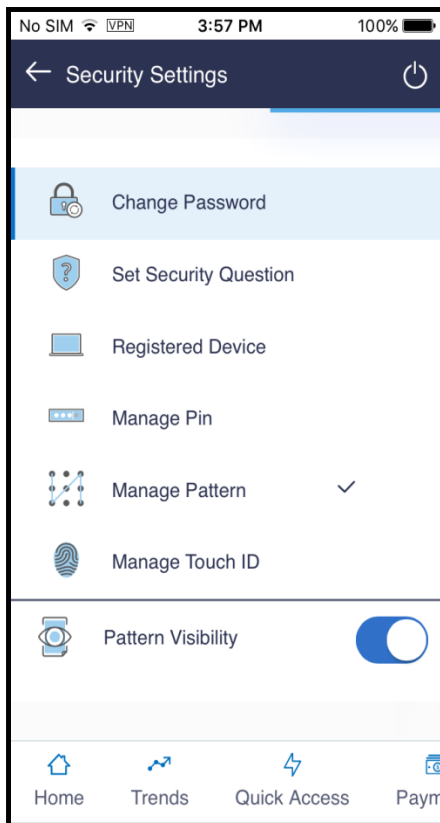 No SIM VPN 3:57 PM 100%
Security Settings
Change Password
Set Security Question
Registered Device
Manage Pin
Manage Pattern
Manage Touch ID
Pattern Visibility
Home Trends Quick Access Paym